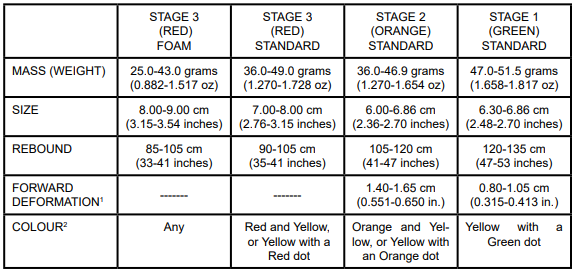 STAGE 3 (RED) FOAM
STAGE 3 (RED) STANDARD
STAGE 2 (ORANGE) STANDARD
STAGE 1 (GREEN) STANDARD
MASS (WEIGHT)
25.0-43.0 grams
(0.882-1.517 oz)
36.0-49.0 grams
(1.270-1.728 oz)
36.0-46.9 grams
(1.270-1.654 oz)
47.0-51.5 grams
(1.658-1.817 oz)
SIZE
8.00-9.00 cm
(3.15-3.54 inches)
7.00-8.00 cm
(2.76-3.15 inches)
6.00-6.86 cm
(2.36-2.70 inches)
6.30-6.86 cm
(2.48-2.70 inches)
REBOUND
85-105 cm
(33-41 inches)
90-105 cm
(35-41 inches)
105-120 cm
(41-47 inches)
120-135 cm
(47-53 inches)
FORWARD
DEFORMATION¹
-------
-------
1.40-1.65 cm
(0.551-0.650 in.)
0.80-1.05 cm
(0.315-0.413 in.)
COLOUR²
Any
Red and Yellow,
or Yellow with a
Red dot
Orange and Yel-
low, or Yellow with
an Orange dot
Yellow with a
Green dot